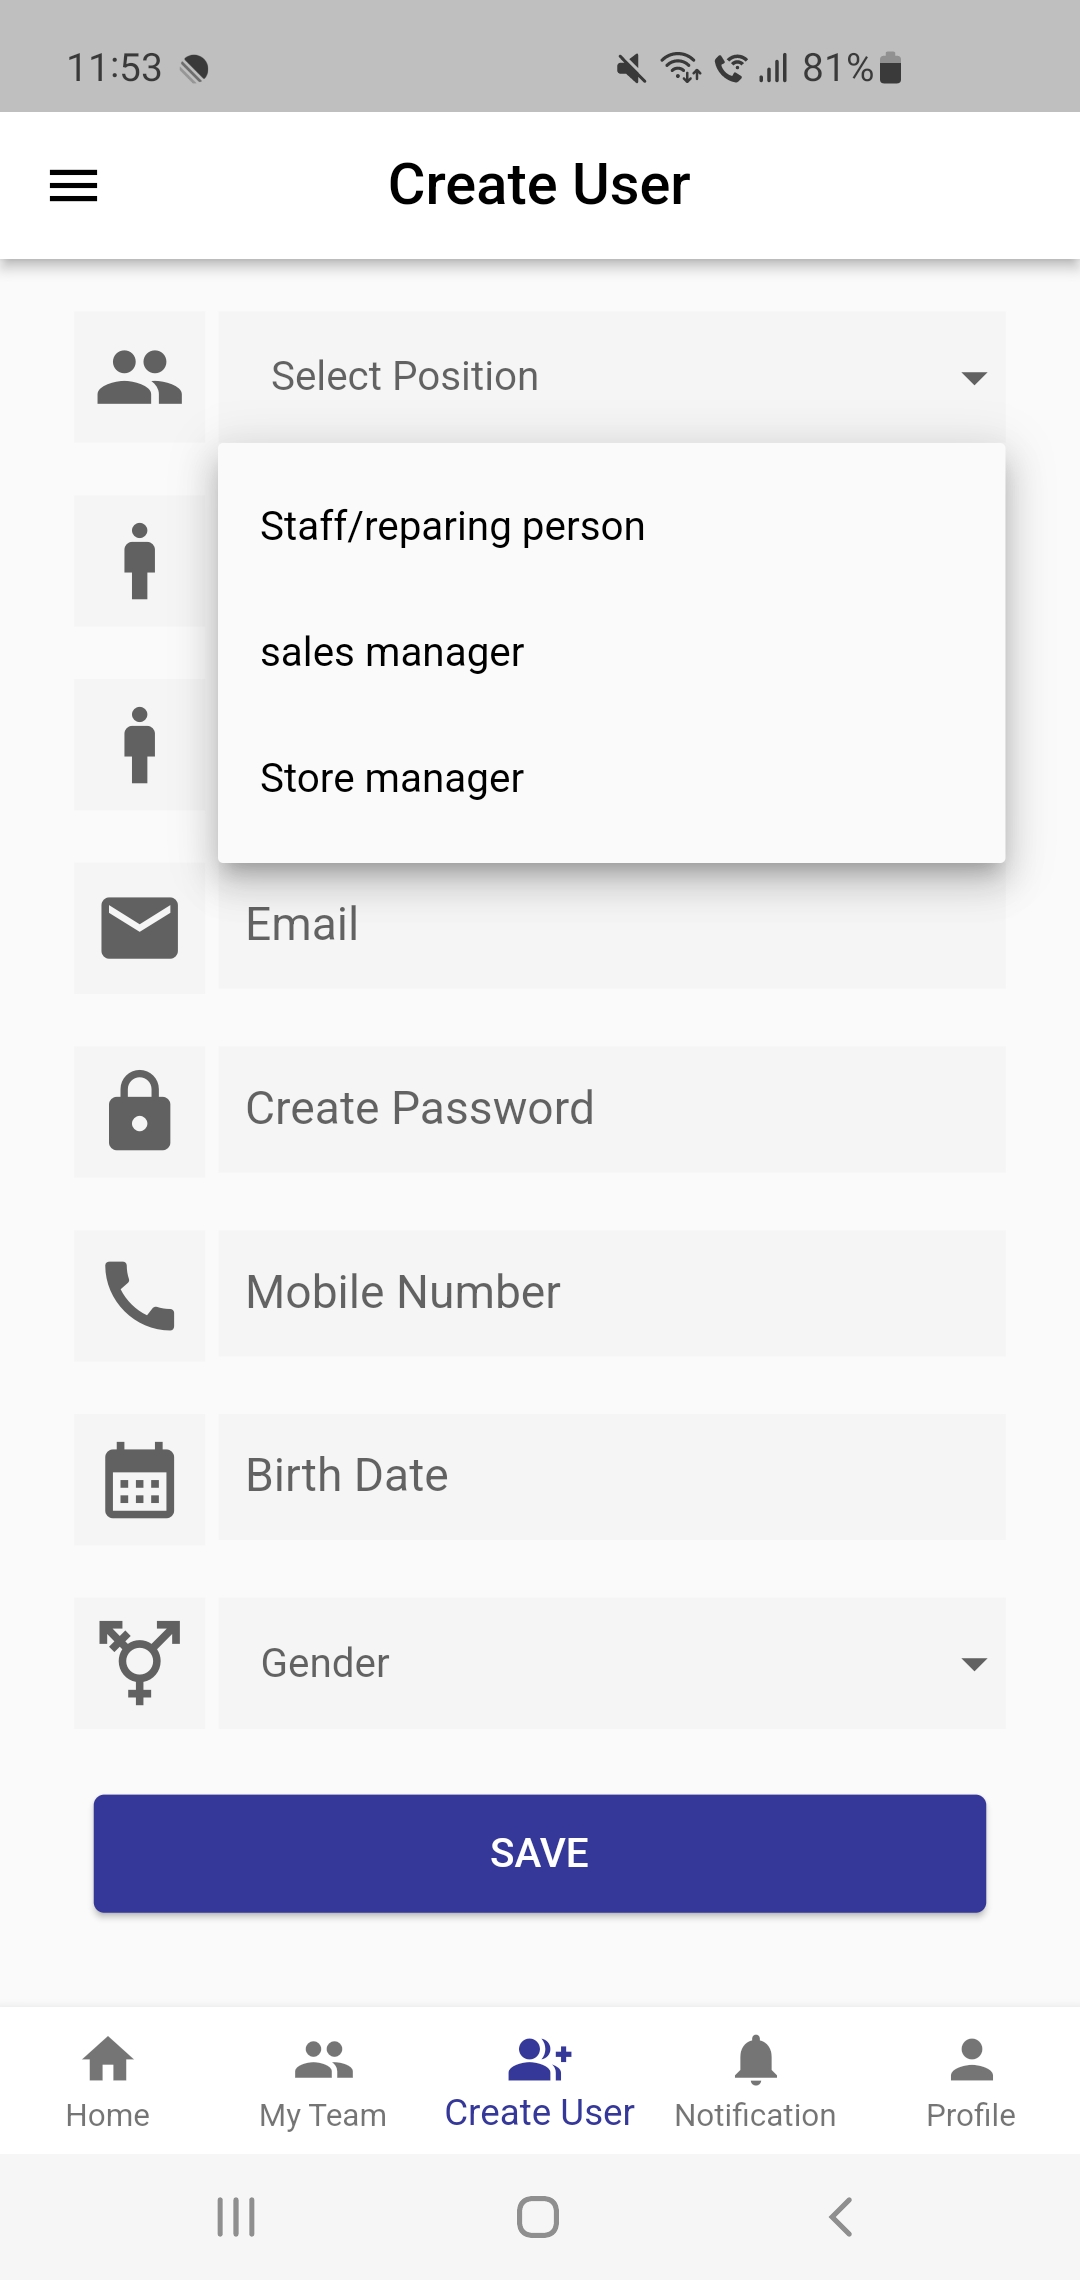 11:53 81%
Create User
Select Position
Staff/reparing person
sales manager
Store manager
Email
Create Password
Mobile Number
Birth Date
Gender
SAVE
Home My Team Create User Notification Profile